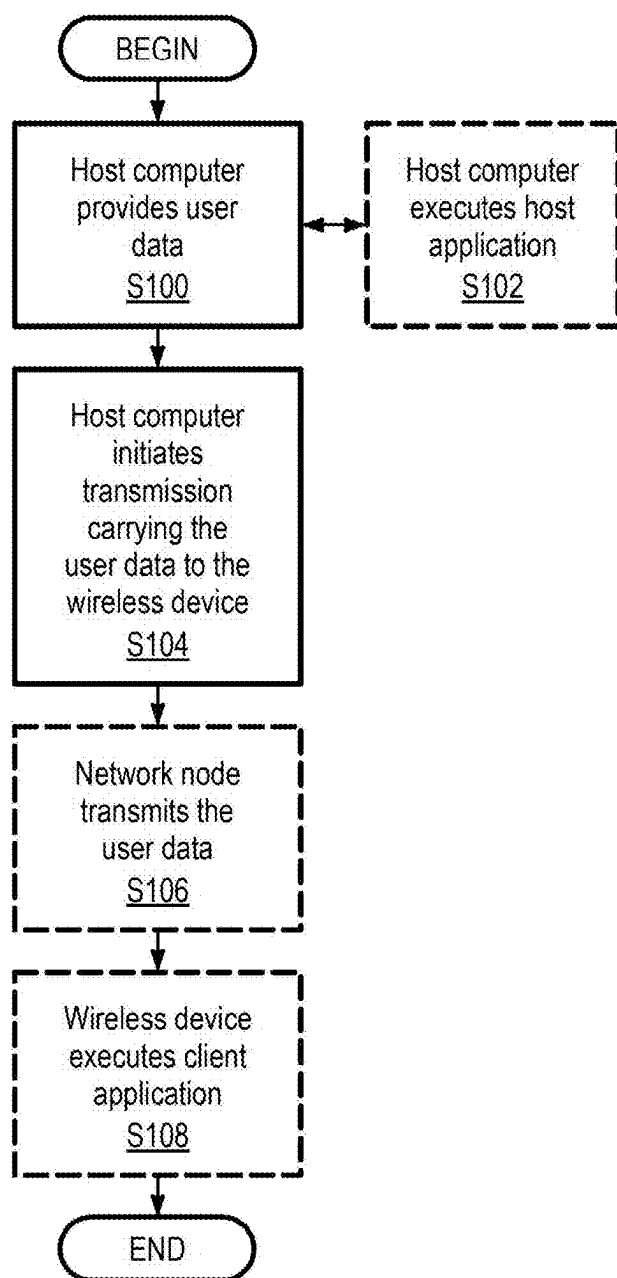 BEGIN
Host computer
provides user
data
S100
Host computer
executes host
application
S102
Host computer
initiates
transmission
carrying the
user data to the
wireless device
S104
Network node
transmits the
user data
S106
Wireless device
executes client
application
S108
END